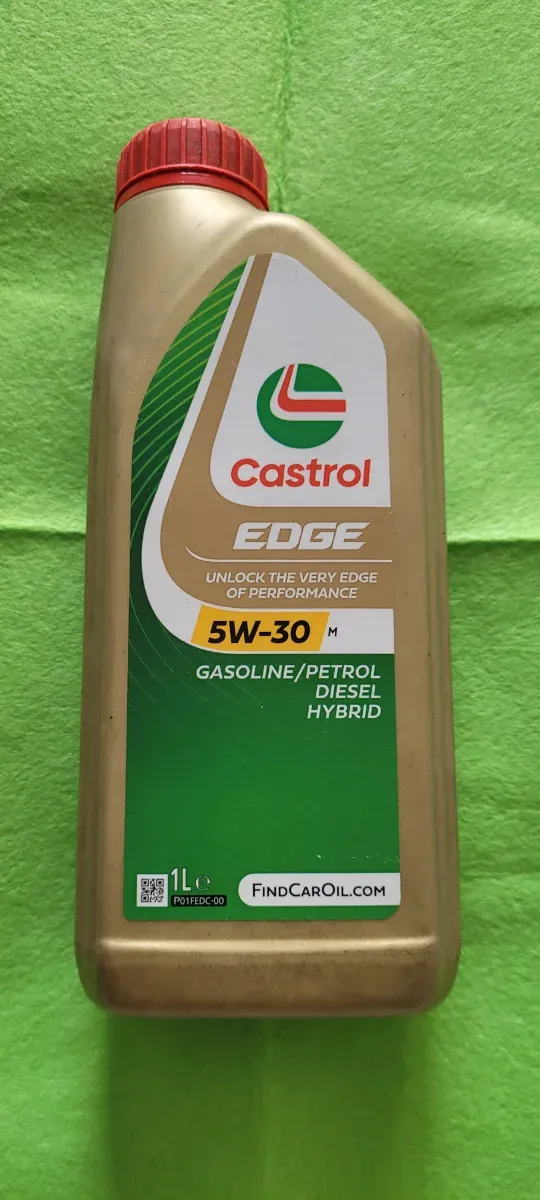 Castrol
EDGE
UNLOCK THE VERY EDGE
OF PERFORMANCE
5W-30 M
GASOLINE/PETROL
DIESEL
HYBRID
1L e
P01FEDC-00
FINDCAROIL.COM